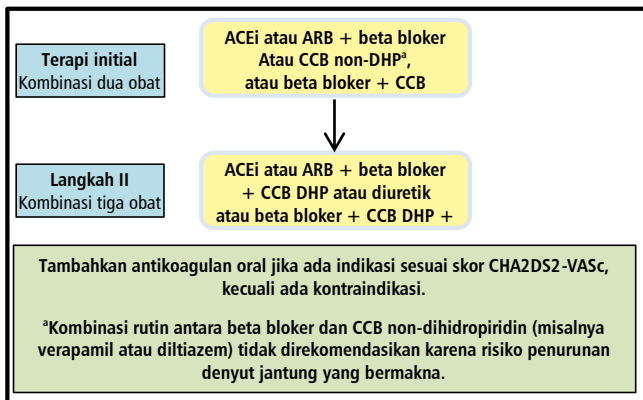 Terapi initial
Kombinasi dua obat
ACEi atau ARB + beta bloker
Atau CCB non-DHPᵃ,
atau beta bloker + CCB
Langkah II
Kombinasi tiga obat
ACEi atau ARB + beta bloker
+ CCB DHP atau diuretik
atau beta bloker + CCB DHP +
Tambahkan antikoagulan oral jika ada indikasi sesuai skor CHA2DS2-VASc,
kecuali ada kontraindikasi.
ᵃKombinasi rutin antara beta bloker dan CCB non-dihidropiridin (misalnya
verapamil atau diltiazem) tidak direkomendasikan karena risiko penurunan
denyut jantung yang bermakna.